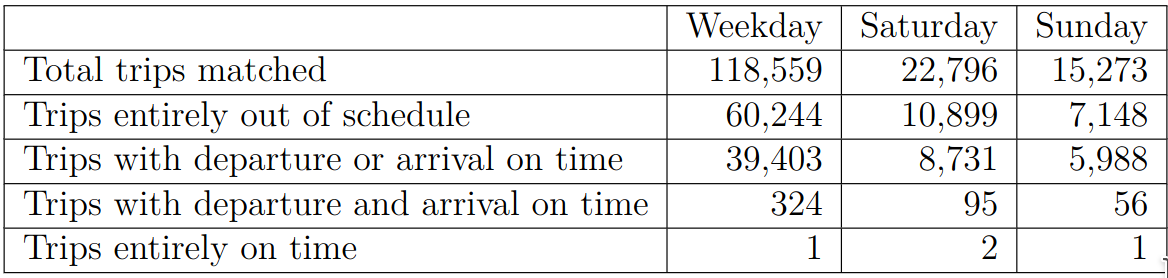 Weekday Saturday Sunday
Total trips matched 118,559 22,796 15,273
Trips entirely out of schedule 60,244 10,899 7,148
Trips with departure or arrival on time 39,403 8,731 5,988
Trips with departure and arrival on time 324 95 56
Trips entirely on time 1 2 1